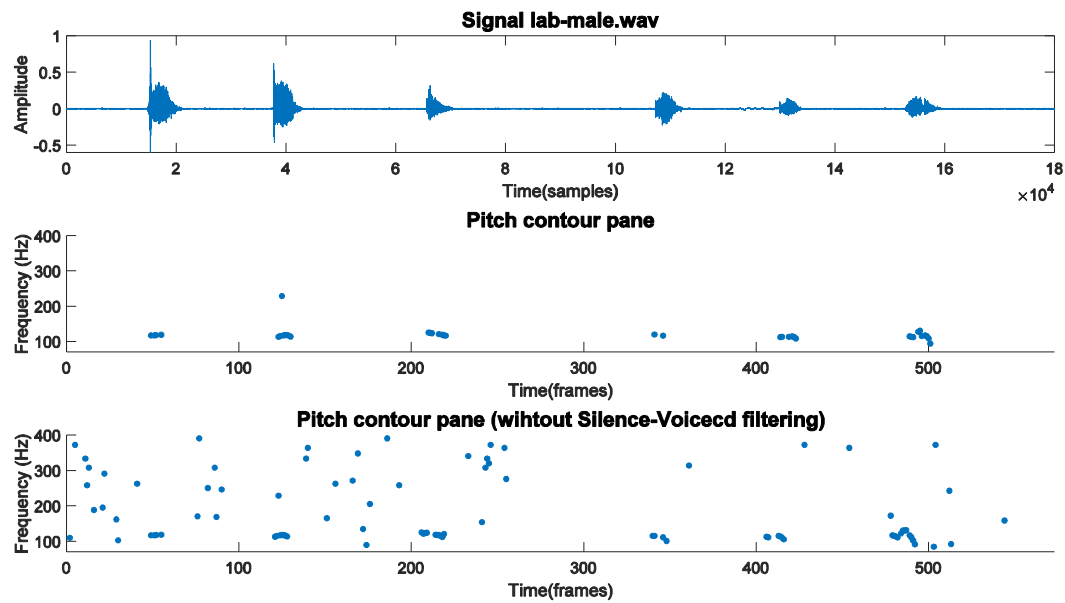 Signal lab-male.wav
1
0.5
0
-0.5
Amplitude
0 2 4 6 8 10 12 14 16 18
Time(samples)
×10⁴
Pitch contour pane
400
300
200
100
Frequency (Hz)
0 100 200 300 400 500
Time(frames)
Pitch contour pane (wihtout Silence-Voicecd filtering)
400
300
200
100
Frequency (Hz)
0 100 200 300 400 500
Time(frames)